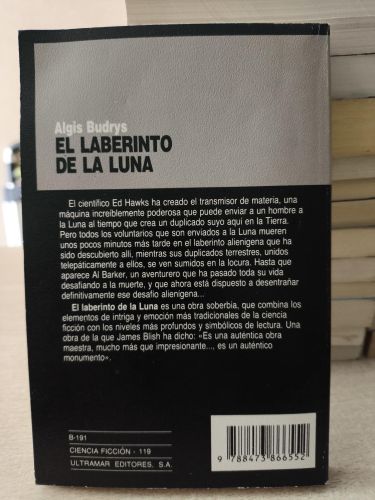 Algis Budrys
EL LABERINTO
DE LA LUNA
El científico Ed Hawks ha creado el transmisor de materia, una
máquina increíblemente poderosa que puede enviar a un hombre a
la Luna al tiempo que crea un duplicado suyo aquí en la Tierra.
Pero todos los voluntarios que son enviados a la Luna mueren
unos pocos minutos más tarde en el laberinto alienígena que ha
sido descubierto allí, mientras sus duplicados terrestres, unidos
telepáticamente a ellos, se ven sumidos en la locura. Hasta que
aparece Al Barker, un aventurero que ha pasado toda su vida
desafiando a la muerte, y que ahora está dispuesto a desentrañar
definitivamente ese desafío alienígena...
El laberinto de la Luna es una obra soberbia, que combina los
elementos de intriga y emoción más tradicionales de la ciencia
ficción con los niveles más profundos y simbólicos de lectura. Una
obra de la que James Blish ha dicho: «Es una auténtica obra
maestra, mucho más que impresionante..., es un auténtico
monumento».
B-191
CIENCIA FICCIÓN - 119
ULTRAMAR EDITORES, S.A.
9 788473 866552